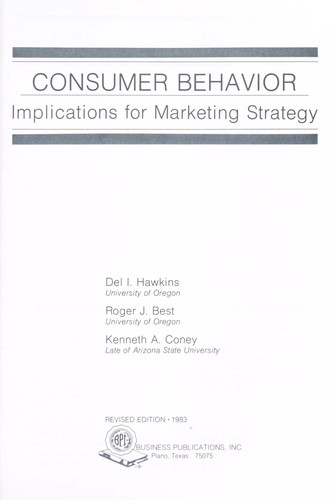 CONSUMER BEHAVIOR
Implications for Marketing Strategy
Del I. Hawkins
University of Oregon
Roger J. Best
University of Oregon
Kenneth A. Coney
Late of Arizona State University
REVISED EDITION • 1983
BPI
BUSINESS PUBLICATIONS, INC.
Plano, Texas 75075